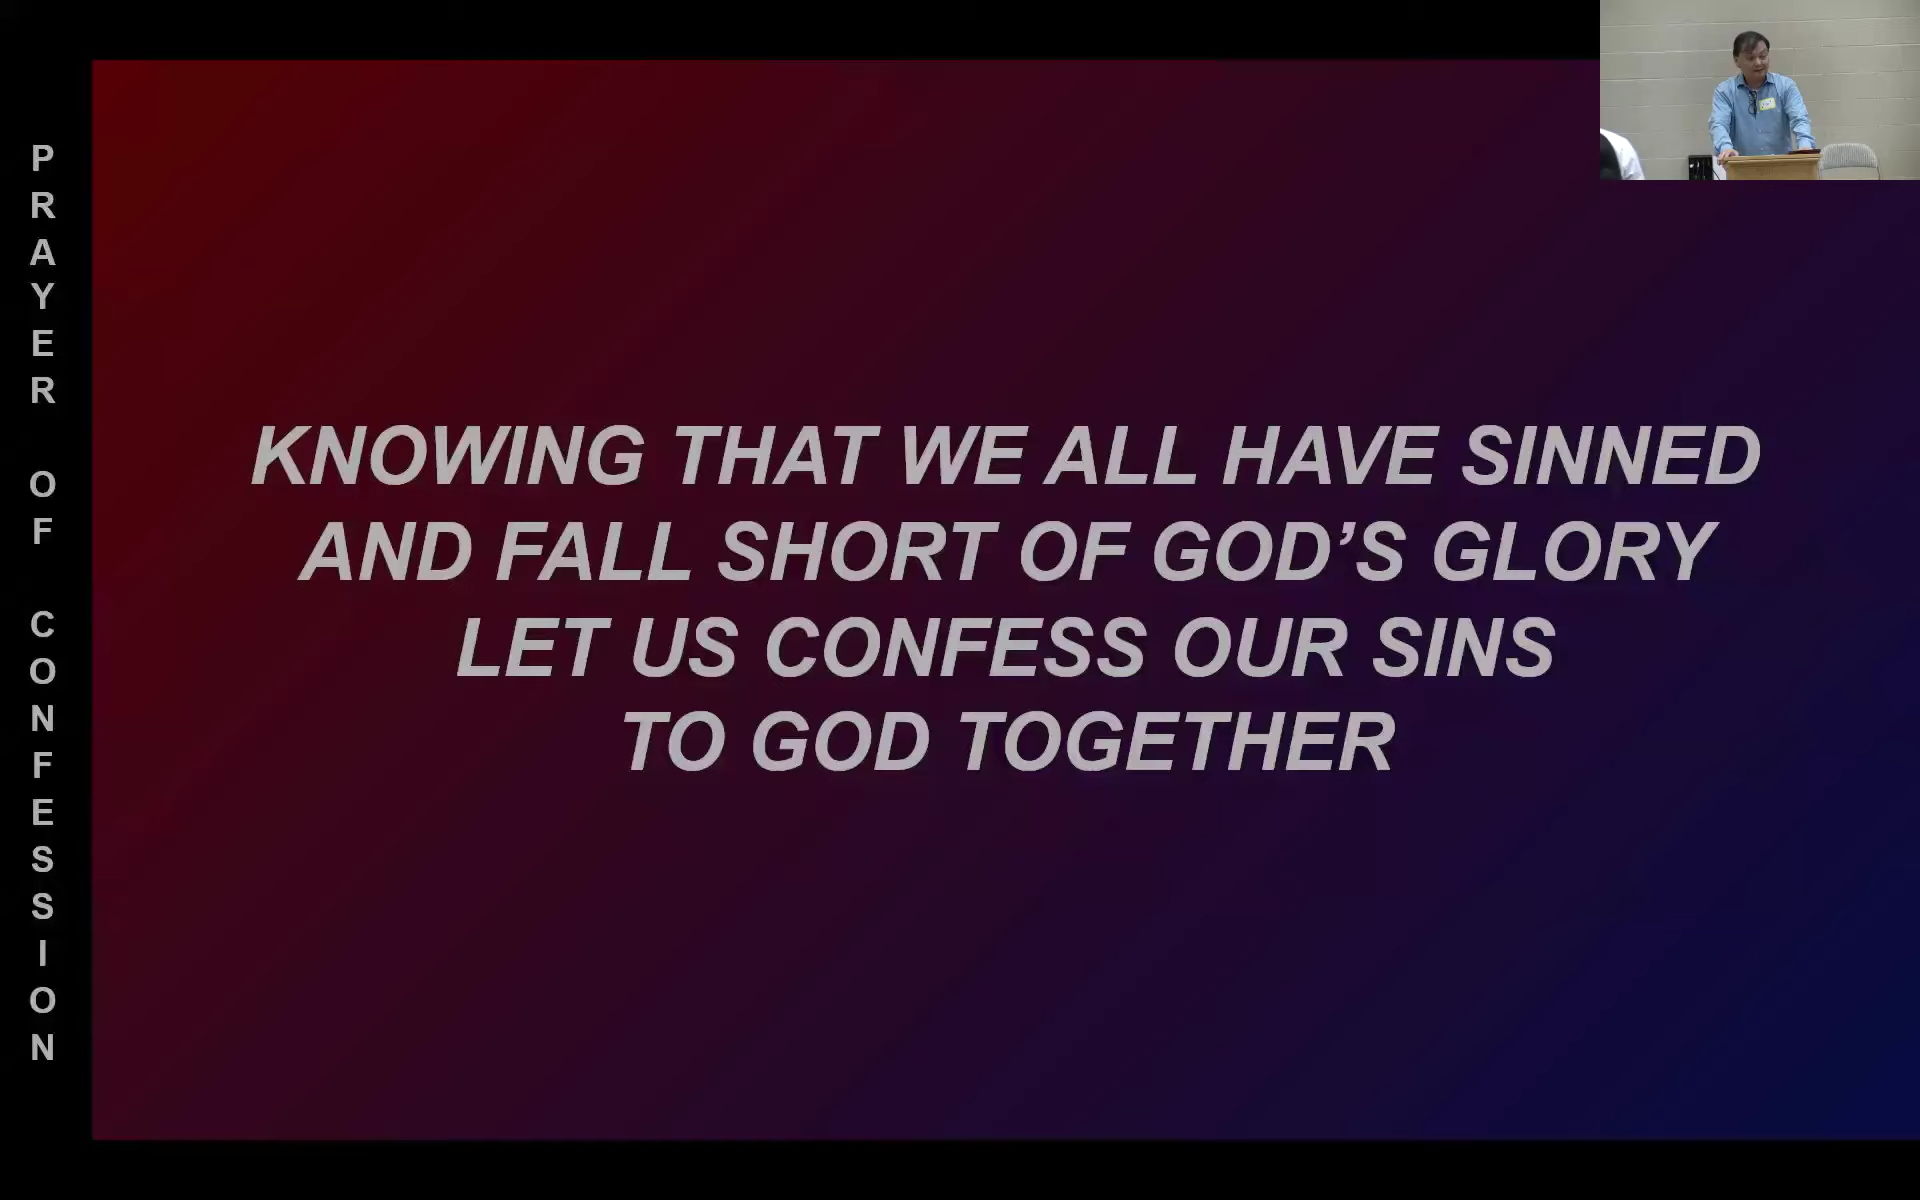 PRAYER OF CONFESSION
KNOWING THAT WE ALL HAVE SINNED
AND FALL SHORT OF GOD’S GLORY
LET US CONFESS OUR SINS
TO GOD TOGETHER